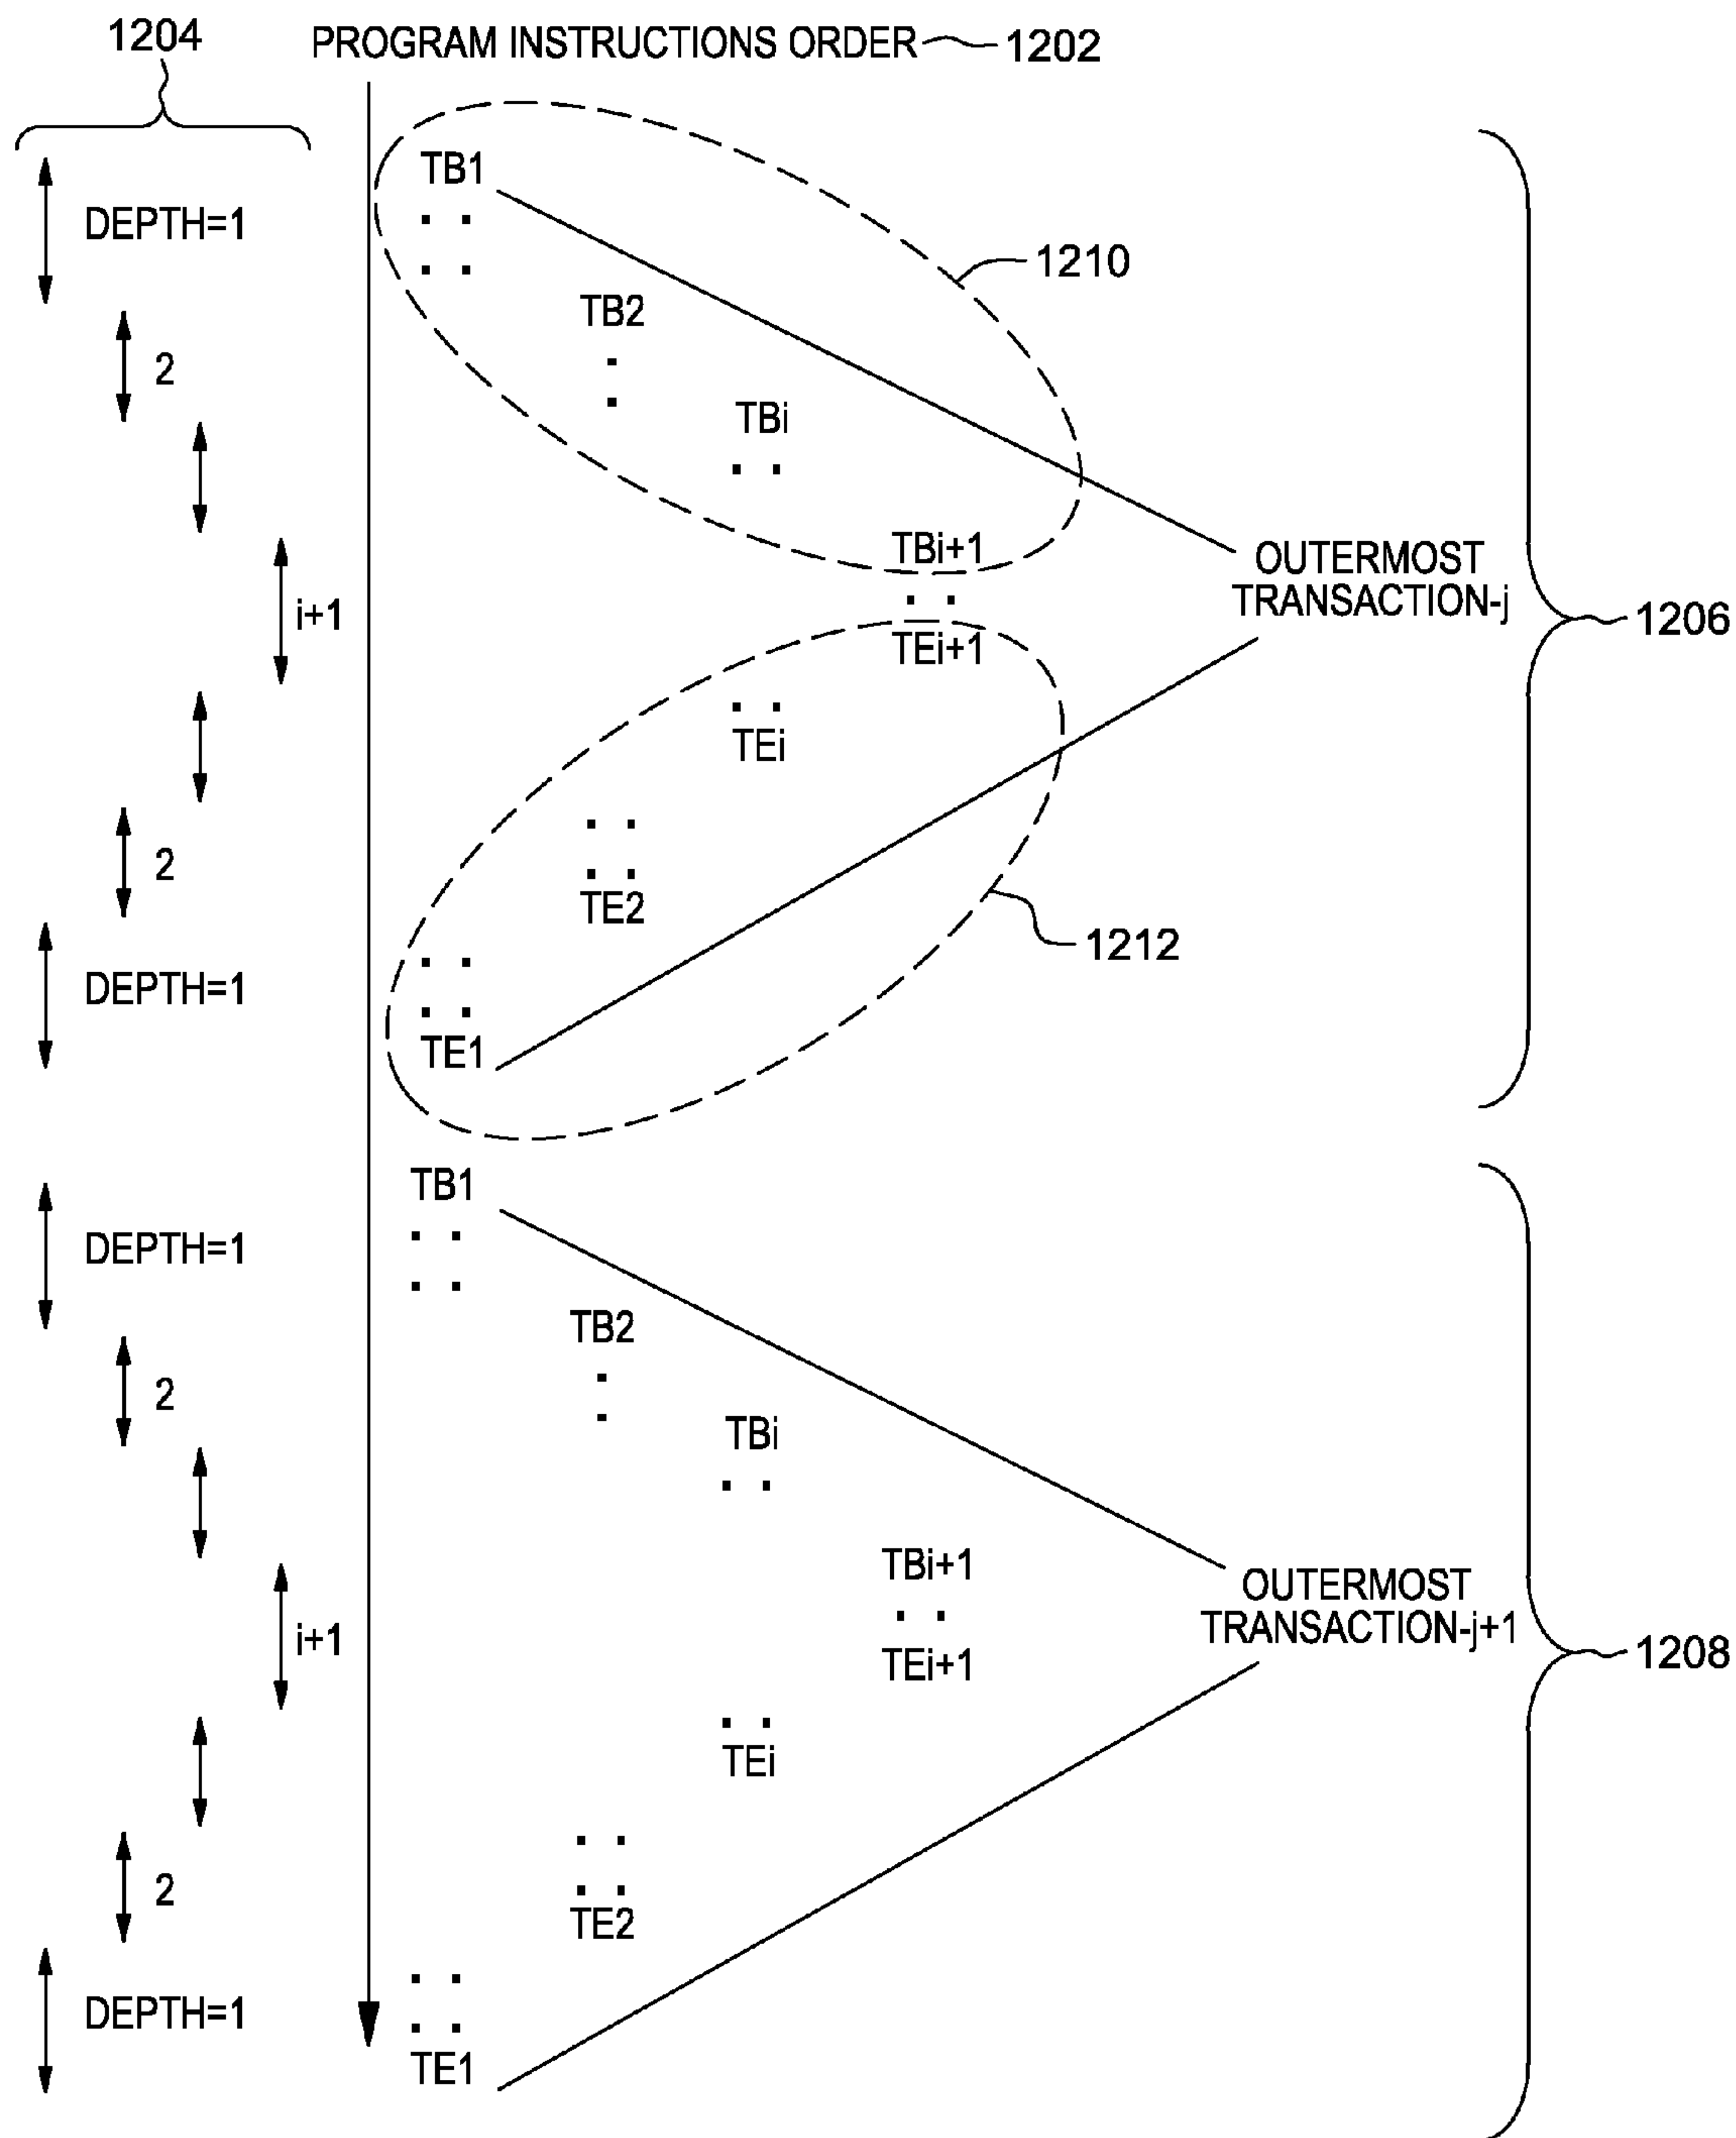 1204
PROGRAM INSTRUCTIONS ORDER 1202
DEPTH=1
TB1
1210
2
TB2
TBi
i+1
TBi+1
TEi+1
OUTERMOST
TRANSACTION-j
1206
TEi
2
TE2
1212
DEPTH=1
TE1
DEPTH=1
TB1
2
TB2
TBi
i+1
TBi+1
TEi+1
OUTERMOST
TRANSACTION-j+1
1208
TEi
2
TE2
DEPTH=1
TE1